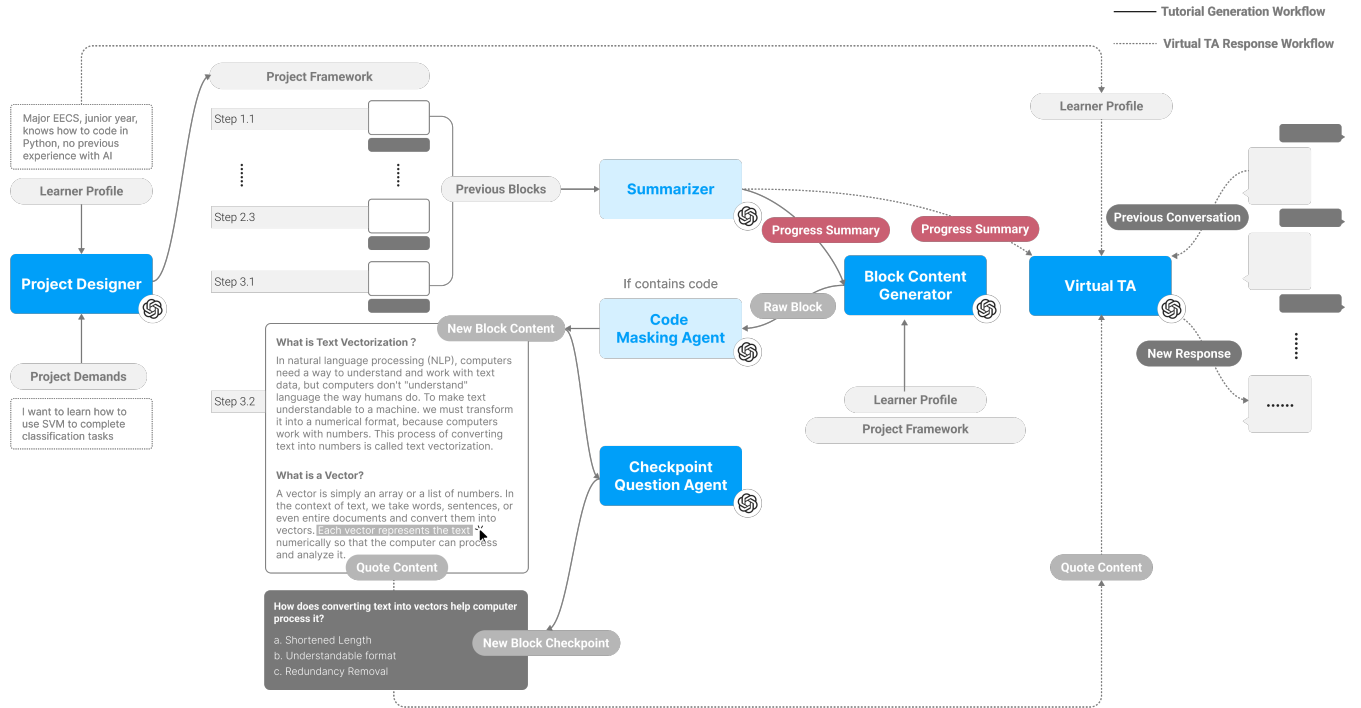 Tutorial Generation Workflow
Virtual TA Response Workflow
Project Framework
Learner Profile
Major EECS, junior year,
knows how to code in
Python, no previous
experience with AI
Learner Profile
Step 1.1
Step 2.3
Step 3.1
Previous Blocks
Summarizer
Progress Summary
Progress Summary
Previous Conversation
Project Designer
Block Content
Generator
Virtual TA
If contains code
Raw Block
Code
Masking Agent
New Response
Project Demands
I want to learn how to
use SVM to complete
classification tasks
Learner Profile
Project Framework
New Block Content
Step 3.2
What is Text Vectorization ?
In natural language processing (NLP), computers
need a way to understand and work with text
data, but computers don't "understand"
language the way humans do. To make text
understandable to a machine. we must transform
it into a numerical format, because computers
work with numbers. This process of converting
text into numbers is called text vectorization.
What is a Vector?
A vector is simply an array or a list of numbers. In
the context of text, we take words, sentences, or
even entire documents and convert them into
vectors. Each vector represents the text
numerically so that the computer can process
and analyze it.
Quote Content
Checkpoint
Question Agent
Quote Content
How does converting text into vectors help computer
process it?
a. Shortened Length
b. Understandable format
c. Redundancy Removal
New Block Checkpoint